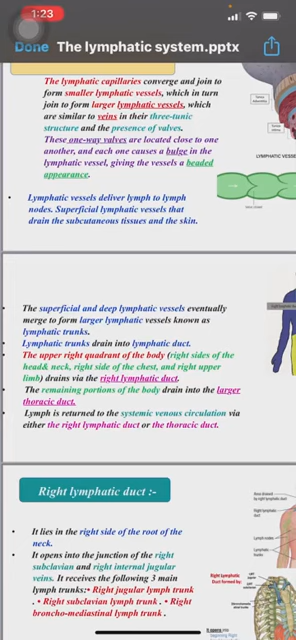 1:23
Done The lymphatic system.pptx
The lymphatic capillaries converge and join to
form smaller lymphatic vessels, which in turn
join to form larger lymphatic vessels, which
are similar to veins in their three-tunic
structure and the presence of valves.
These one-way valves are located close to one
another, and each one causes a bulge in the
lymphatic vessel, giving the vessels a beaded
appearance.
LYMPHATIC VESSE
• Lymphatic vessels deliver lymph to lymph
nodes. Superficial lymphatic vessels that
drain the subcutaneous tissues and the skin.
The superficial and deep lymphatic vessels eventually
merge to form larger lymphatic vessels known as
lymphatic trunks.
• Lymphatic trunks drain into lymphatic duct.
• The upper right quadrant of the body (right sides of the
head& neck, right side of the chest, and right upper
limb) drains via the right lymphatic duct.
• The remaining portions of the body drain into the larger
thoracic duct.
• Lymph is returned to the systemic venous circulation via
either the right lymphatic duct or the thoracic duct.
Right lymphatic duct :-
• It lies in the right side of the root of the
neck.
• It opens into the junction of the right
subclavian and right internal jugular
veins. It receives the following 3 main
lymph trunks:• Right jugular lymph trunk
. • Right subclavian lymph trunk . • Right
broncho-mediastinal lymph trunk .
Right lymphatic
duct
Lymph nodes
Lymphatic
trunks
Right Lymphatic
Duct formed by
It opens into